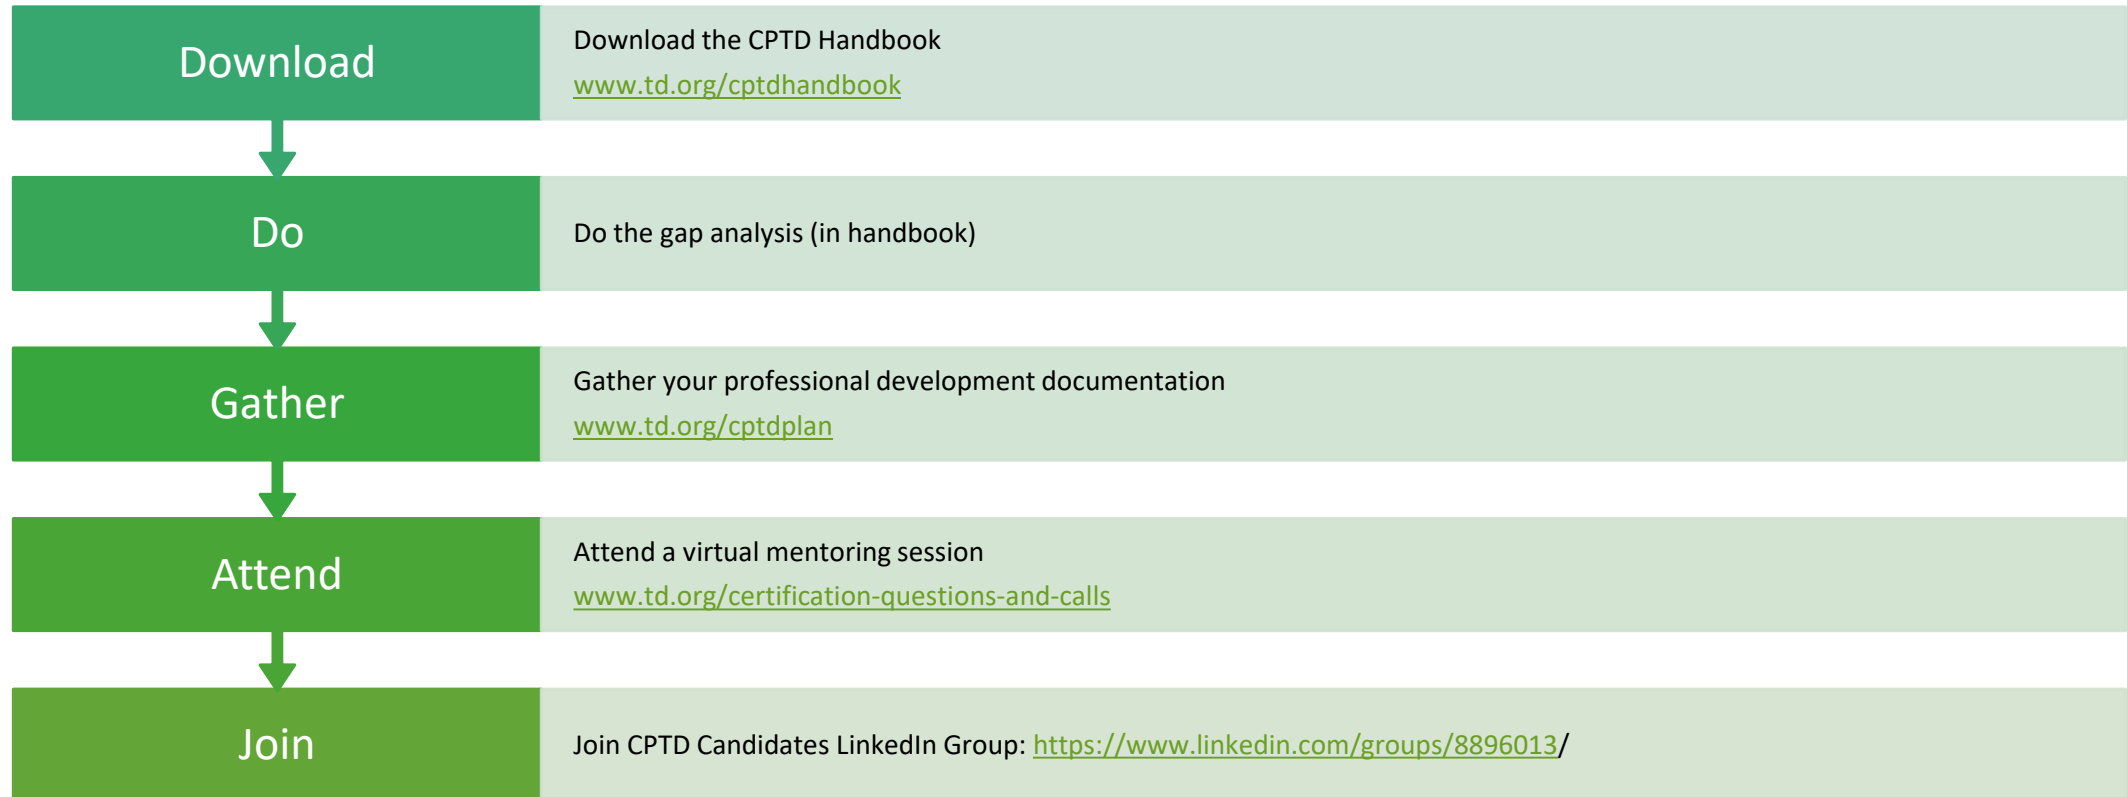 Download
Download the CPTD Handbook
www.td.org/cptdhandbook
Do
Do the gap analysis (in handbook)
Gather
Gather your professional development documentation
www.td.org/cptdplan
Attend
Attend a virtual mentoring session
www.td.org/certification-questions-and-calls
Join
Join CPTD Candidates LinkedIn Group: https://www.linkedin.com/groups/8896013/